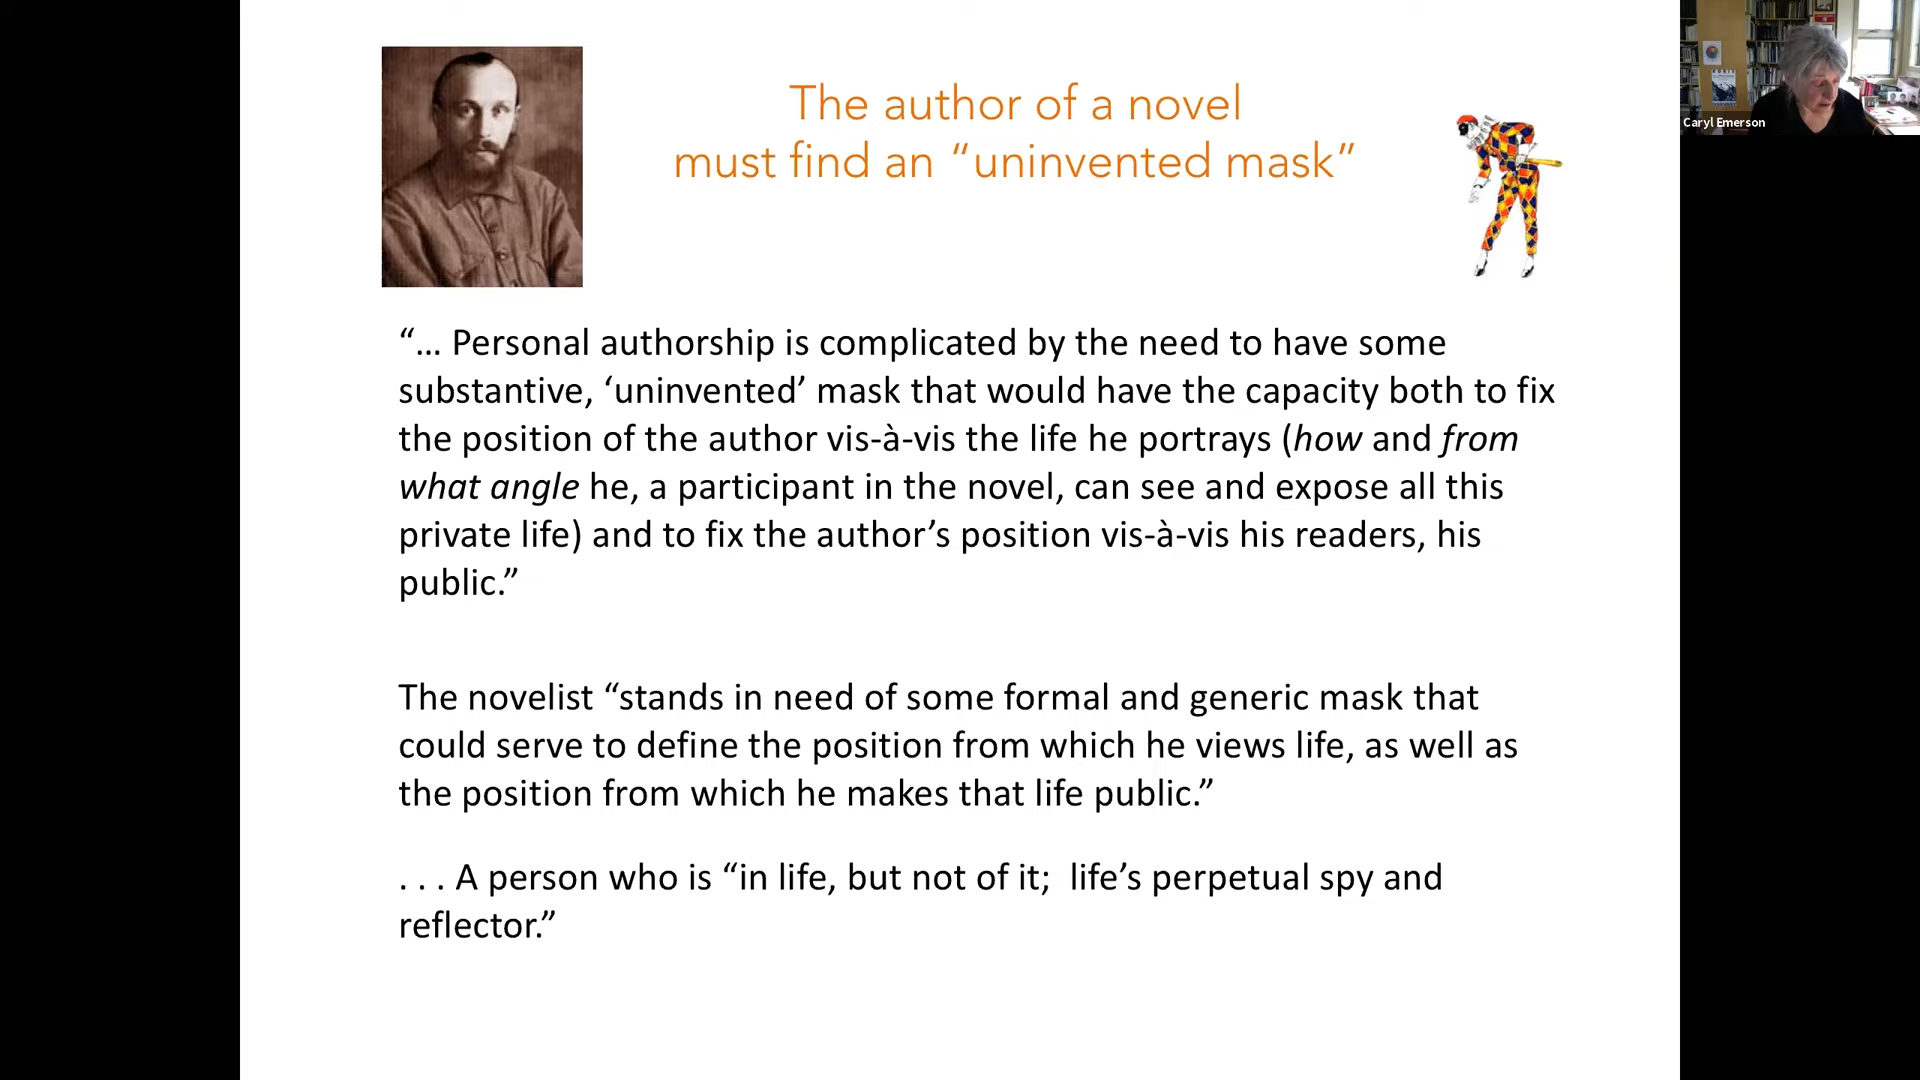 The author of a novel
must find an “uninvented mask”
Caryl Emerson
“... Personal authorship is complicated by the need to have some
substantive, ‘uninvented’ mask that would have the capacity both to fix
the position of the author vis-à-vis the life he portrays (how and from
what angle he, a participant in the novel, can see and expose all this
private life) and to fix the author’s position vis-à-vis his readers, his
public.”
The novelist “stands in need of some formal and generic mask that
could serve to define the position from which he views life, as well as
the position from which he makes that life public.”
. . . A person who is “in life, but not of it;  life’s perpetual spy and
reflector.”